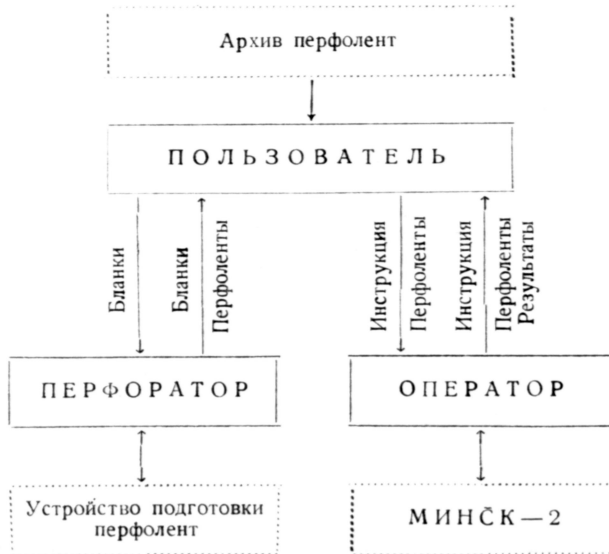 Архив перфолент
ПОЛЬЗОВАТЕЛЬ
Бланки
Бланки
Перфоленты
Инструкция
Перфоленты
Инструкция
Перфоленты
Результаты
ПЕРФОРАТОР
ОПЕРАТОР
Устройство подготовки
перфолент
МИНСК—2